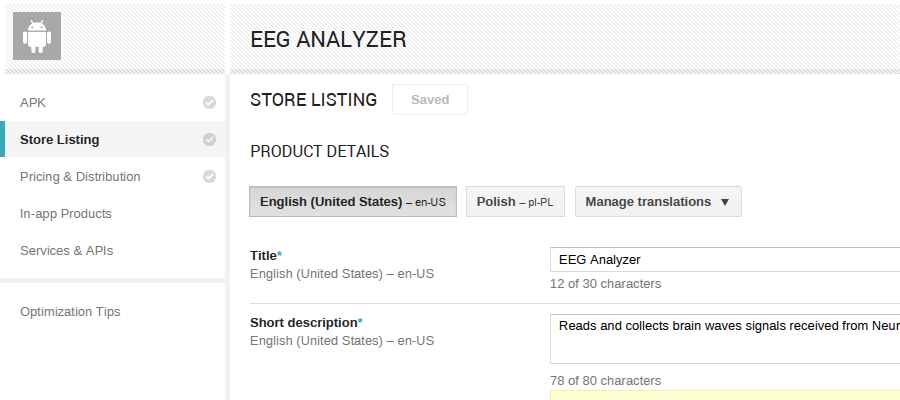 EEG ANALYZER
APK
Store Listing
Pricing & Distribution
In-app Products
Services & APIs
Optimization Tips
STORE LISTING Saved
PRODUCT DETAILS
English (United States) – en-US Polish – pl-PL Manage translations
Title* EEG Analyzer
English (United States) – en-US
12 of 30 characters
Short description* Reads and collects brain waves signals received from
English (United States) – en-US
78 of 80 characters